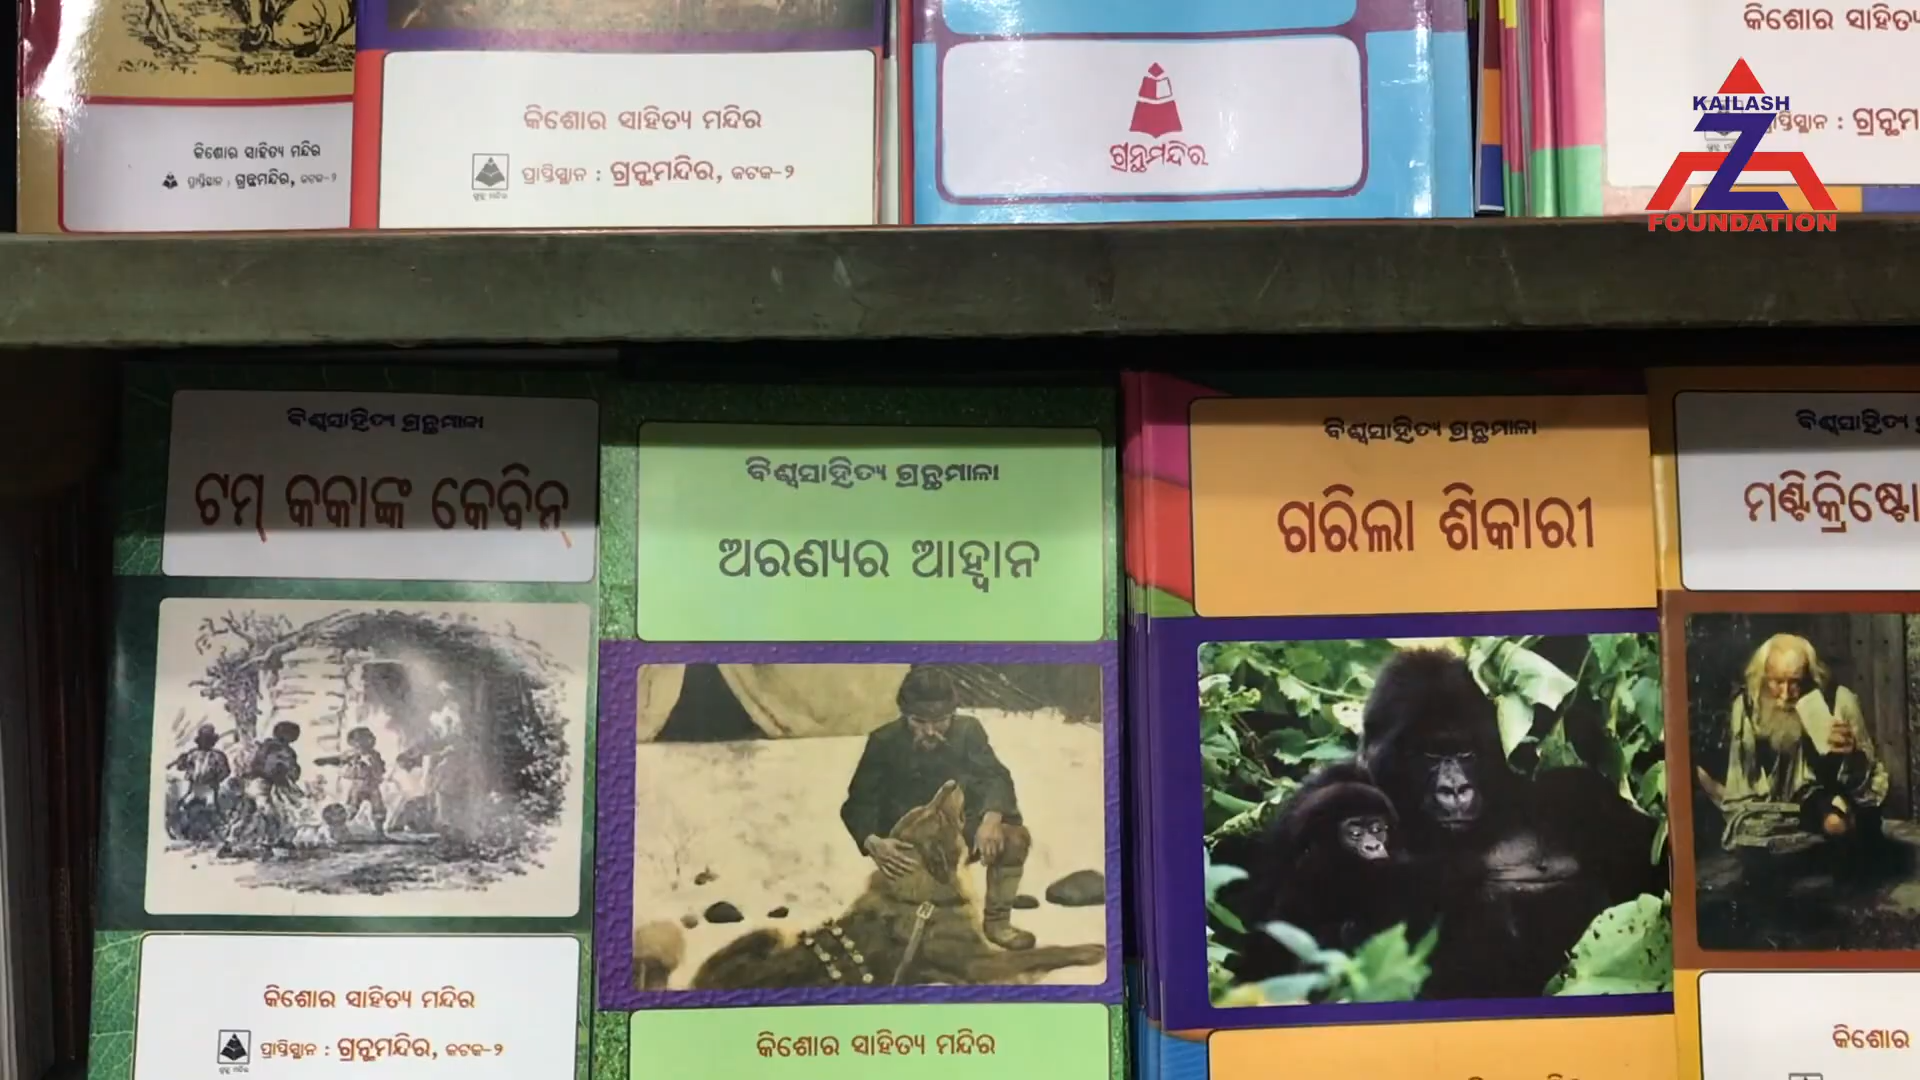 କିଶୋର ସାହିତ୍ୟ ମନ୍ଦିର
ପ୍ରାପ୍ତିସ୍ଥାନ : ଗ୍ରନ୍ଥମନ୍ଦିର, କଟକ-୨
କିଶୋର ସାହିତ୍ୟ ମନ୍ଦିର
ପ୍ରାପ୍ତିସ୍ଥାନ : ଗ୍ରନ୍ଥମନ୍ଦିର, କଟକ-୨
ଗ୍ରନ୍ଥମନ୍ଦିର
କିଶୋର
KAILASH
FOUNDATION
ବିଶ୍ୱସାହିତ୍ୟ ଗ୍ରନ୍ଥମାଳା
ଟମ୍ କକାଙ୍କ କେବିନ୍
କିଶୋର ସାହିତ୍ୟ ମନ୍ଦିର
ପ୍ରାପ୍ତିସ୍ଥାନ : ଗ୍ରନ୍ଥମନ୍ଦିର, କଟକ-୨
ବିଶ୍ୱସାହିତ୍ୟ ଗ୍ରନ୍ଥମାଳା
ଅରଣ୍ୟର ଆହ୍ୱାନ
କିଶୋର ସାହିତ୍ୟ ମନ୍ଦିର
ବିଶ୍ୱସାହିତ୍ୟ ଗ୍ରନ୍ଥମାଳା
ଗରିଲା ଶିକାରୀ
ବିଶ୍ୱସାହିତ୍ୟ
ମଣ୍ଟିକ୍ରିଷ୍ଟୋ
କିଶୋର